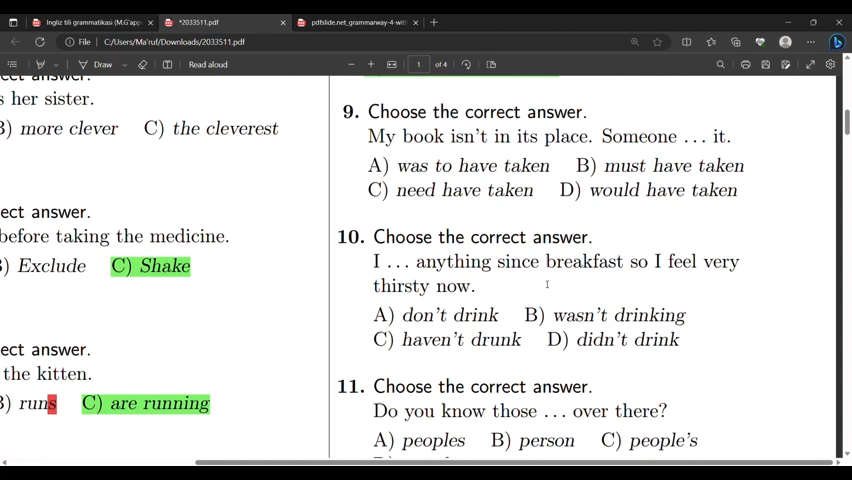 Ingliz tili grammatikasi (M.G'app
*2033511.pdf
pdfslide.net_grammarway-4-with
File
C:/Users/Ma'ruf/Downloads/2033511.pdf
Draw
Read aloud
1
of 4
s her sister.
B) more clever C) the cleverest
ect answer.
before taking the medicine.
B) Exclude C) Shake
ect answer.
the kitten.
B) runs C) are running
9. Choose the correct answer.
My book isn't in its place. Someone ... it.
A) was to have taken B) must have taken
C) need have taken D) would have taken
10. Choose the correct answer.
I ... anything since breakfast so I feel very
thirsty now.
A) don't drink B) wasn't drinking
C) haven't drunk D) didn't drink
11. Choose the correct answer.
Do you know those ... over there?
A) peoples B) person C) people's